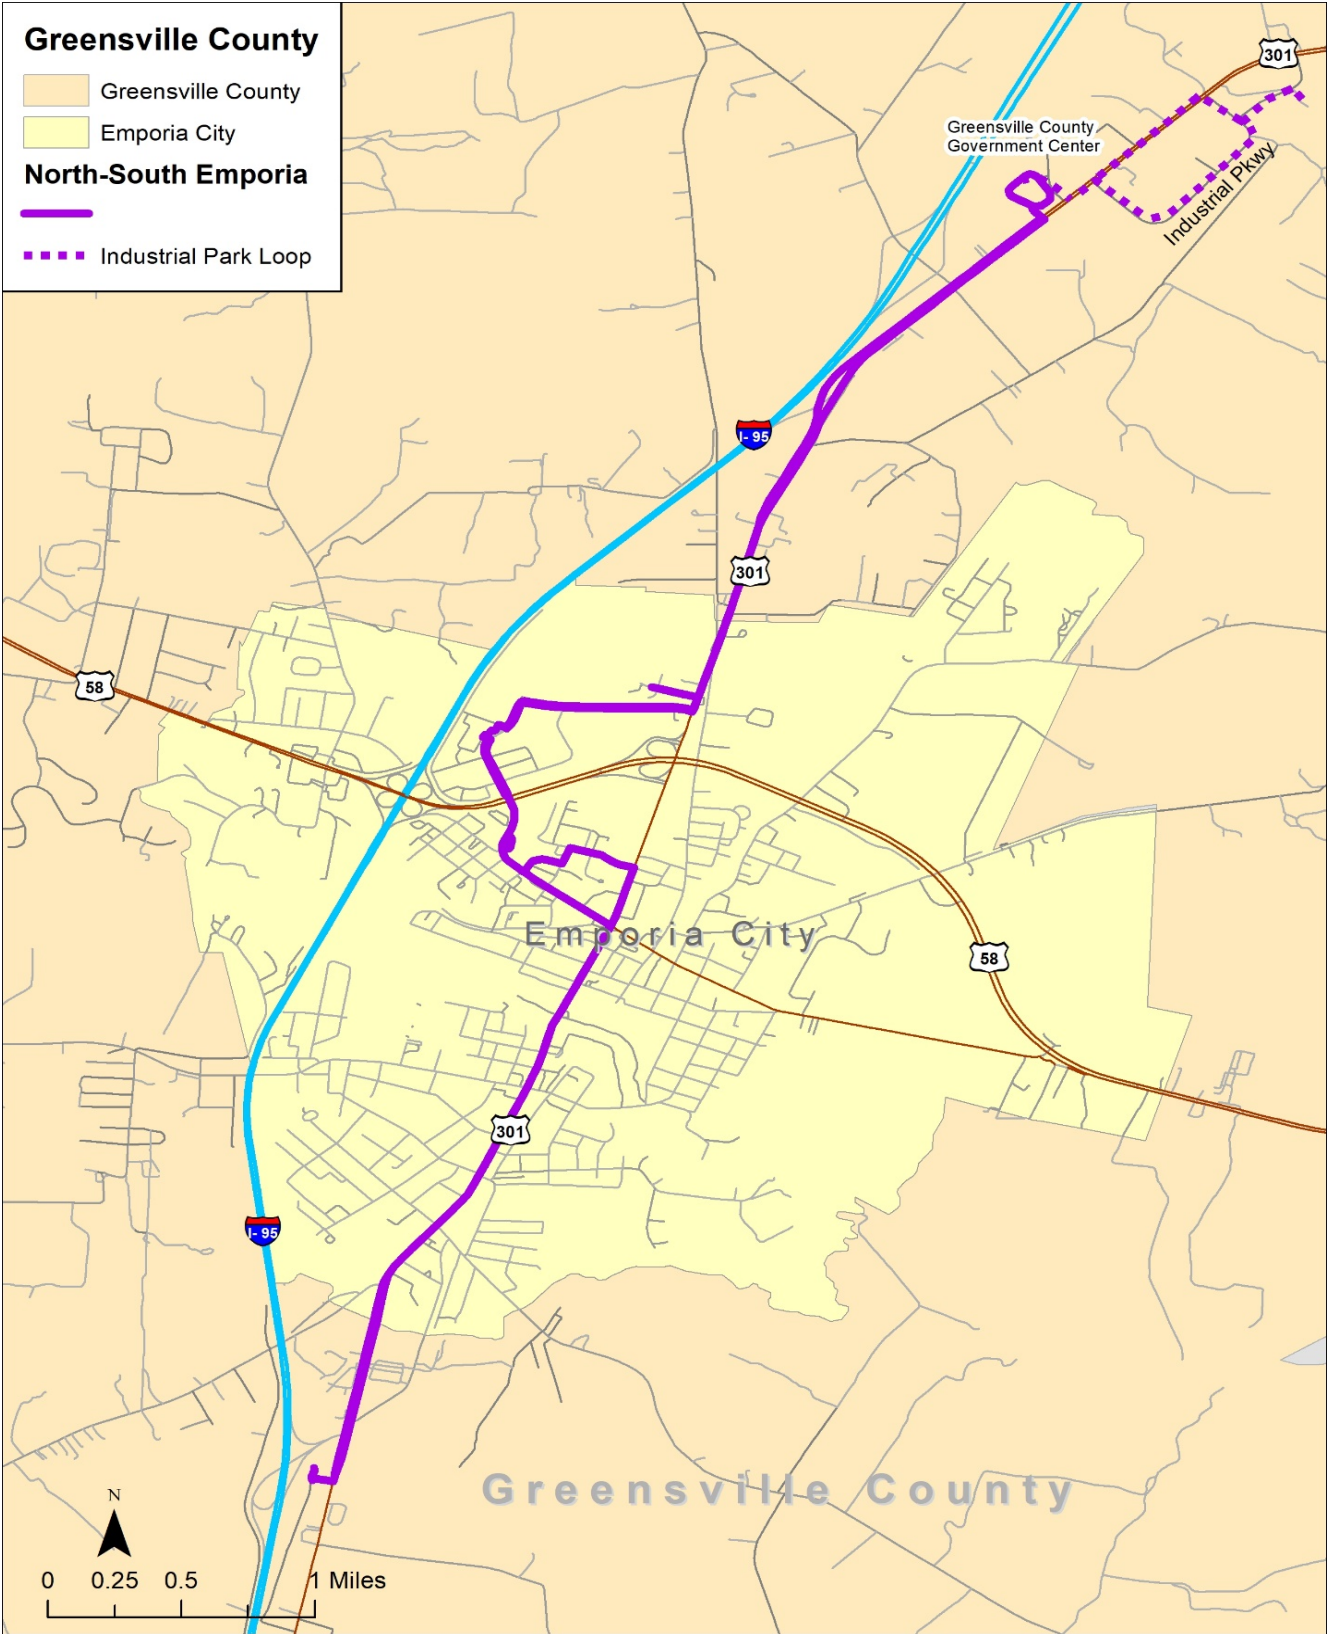 Greensville County
Greensville County
Emporia City
North-South Emporia
Industrial Park Loop
301
Greensville County
Government Center
Industrial Pkwy
I- 95
301
58
Emporia City
58
301
I- 95
Greensville County
N
0 0.25 0.5 1 Miles